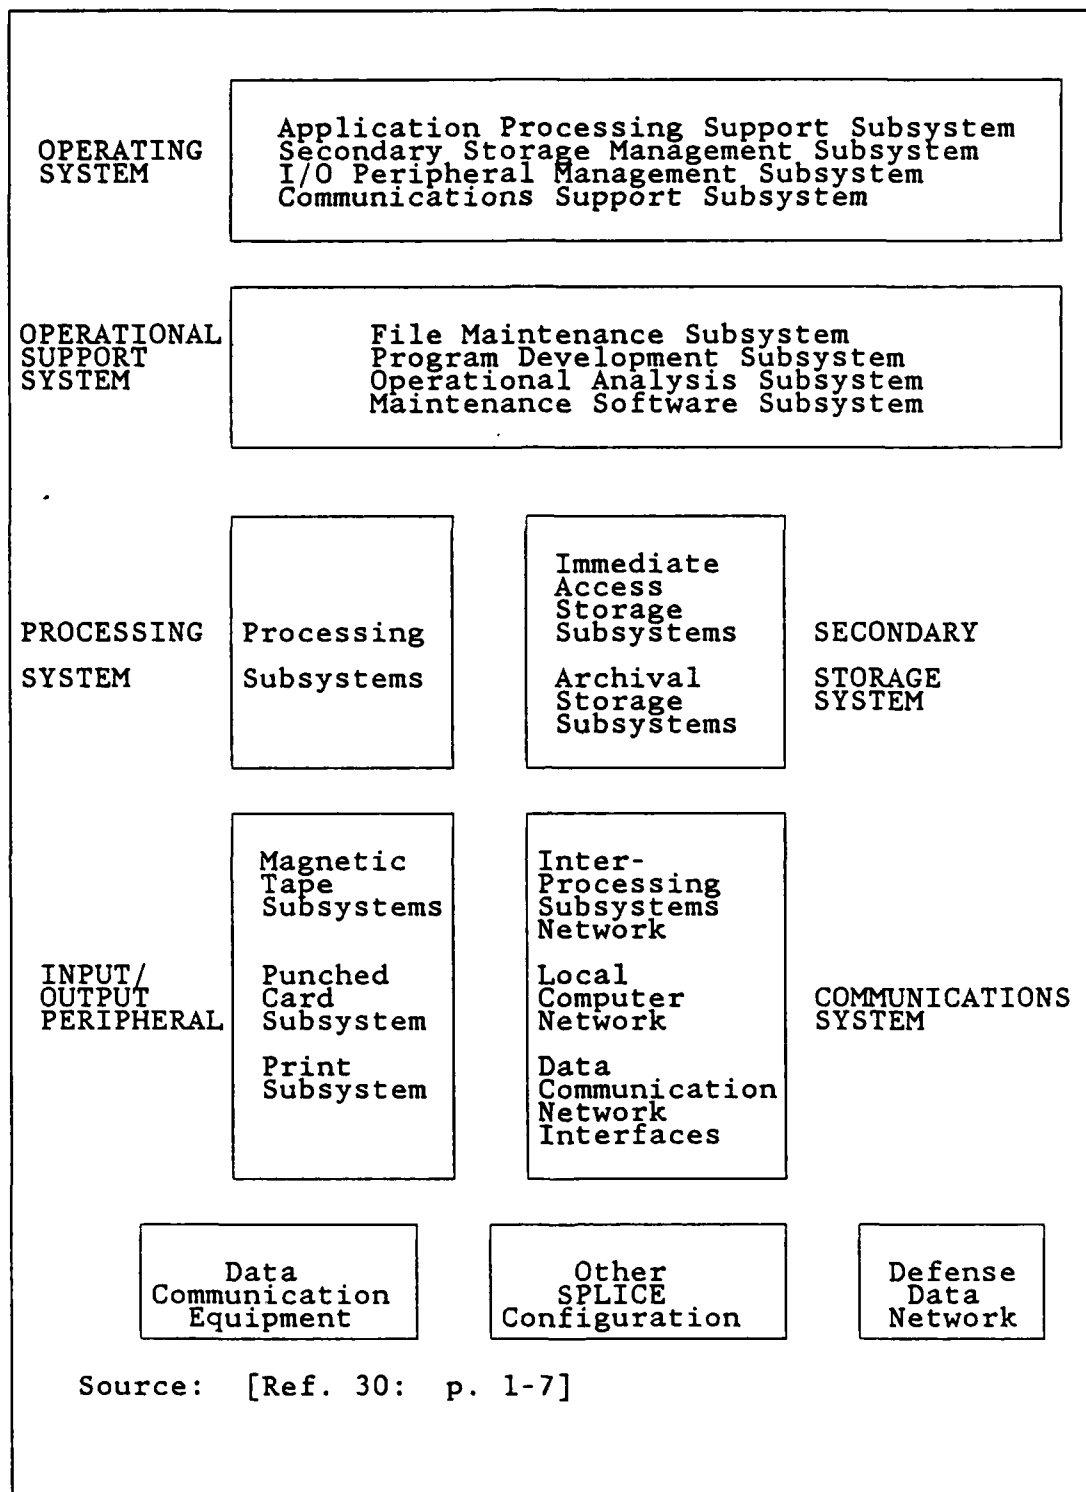 OPERATING
SYSTEM
Application Processing Support Subsystem
Secondary Storage Management Subsystem
I/O Peripheral Management Subsystem
Communications Support Subsystem
OPERATIONAL
SUPPORT
SYSTEM
File Maintenance Subsystem
Program Development Subsystem
Operational Analysis Subsystem
Maintenance Software Subsystem
PROCESSING
SYSTEM
Processing
Subsystems
Immediate
Access
Storage
Subsystems
Archival
Storage
Subsystems
SECONDARY
STORAGE
SYSTEM
INPUT/
OUTPUT
PERIPHERAL
Magnetic
Tape
Subsystems
Punched
Card
Subsystem
Print
Subsystem
Inter-
Processing
Subsystems
Network
Local
Computer
Network
Data
Communication
Network
Interfaces
COMMUNICATIONS
SYSTEM
Data
Communication
Equipment
Other
SPLICE
Configuration
Defense
Data
Network
Source: [Ref. 30: p. 1-7]